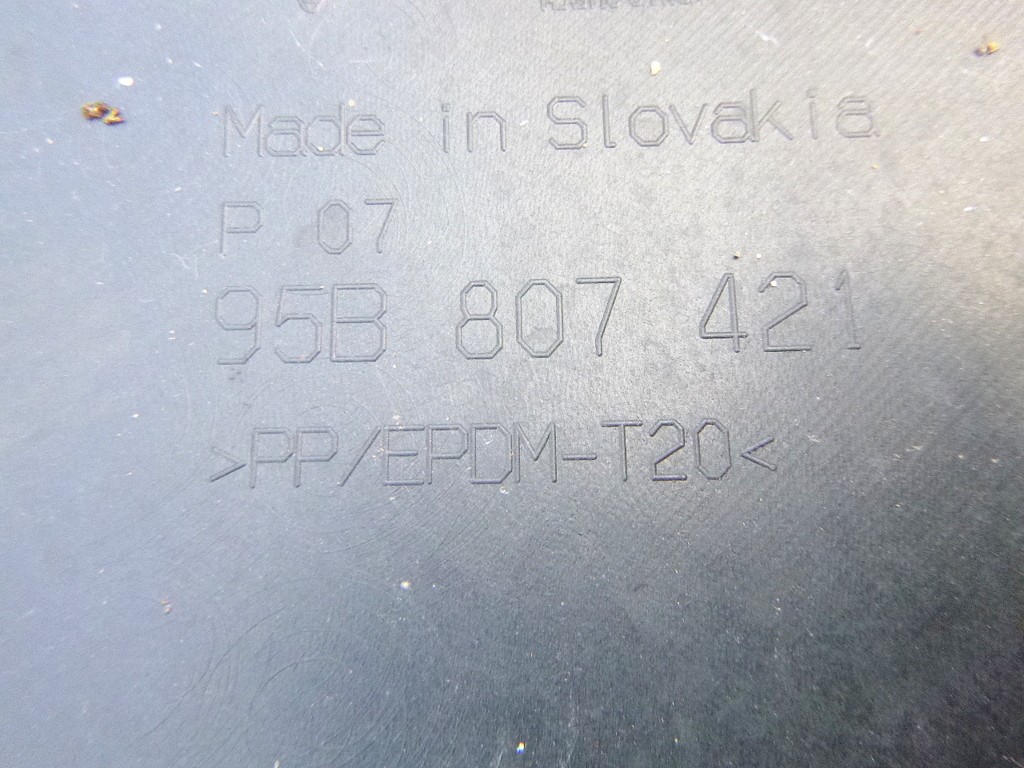 Made in Slovakia
P 07
95B 807 421
>PP/EPDM-T20<